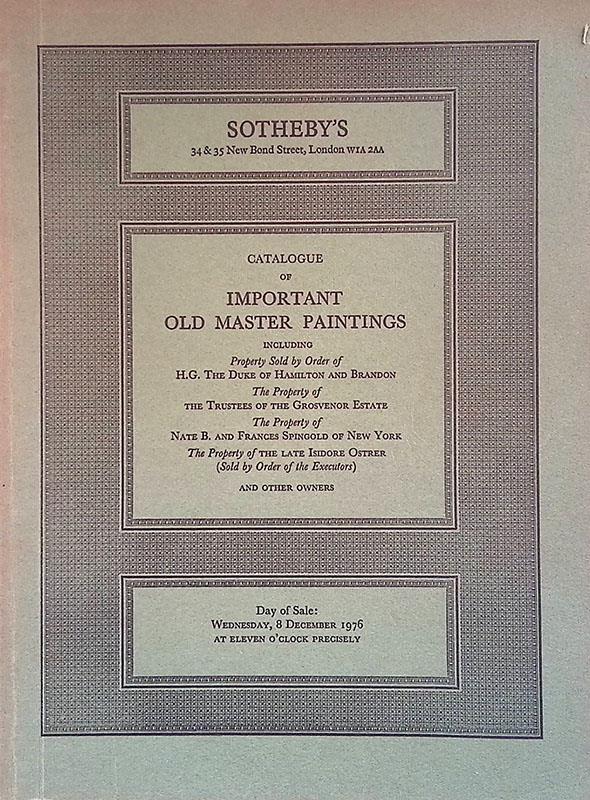 SOTHEBY'S
34 & 35 New Bond Street, London W1A 2AA
CATALOGUE
OF
IMPORTANT
OLD MASTER PAINTINGS
INCLUDING
Property Sold by Order of
H.G. THE DUKE OF HAMILTON AND BRANDON
The Property of
THE TRUSTEES OF THE GROSVENOR ESTATE
The Property of
NATE B. AND FRANCES SPINGOLD OF NEW YORK
The Property of THE LATE ISIDORE OSTRER
(Sold by Order of the Executors)
AND OTHER OWNERS
Day of Sale:
WEDNESDAY, 8 DECEMBER 1976
AT ELEVEN O'CLOCK PRECISELY